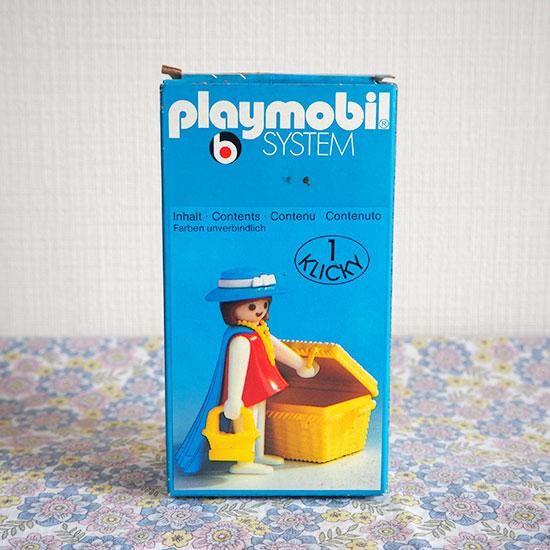 playmobil®
b SYSTEM
Inhalt · Contents · Contenu · Contenuto
Farben unverbindlich
1
KLICKY